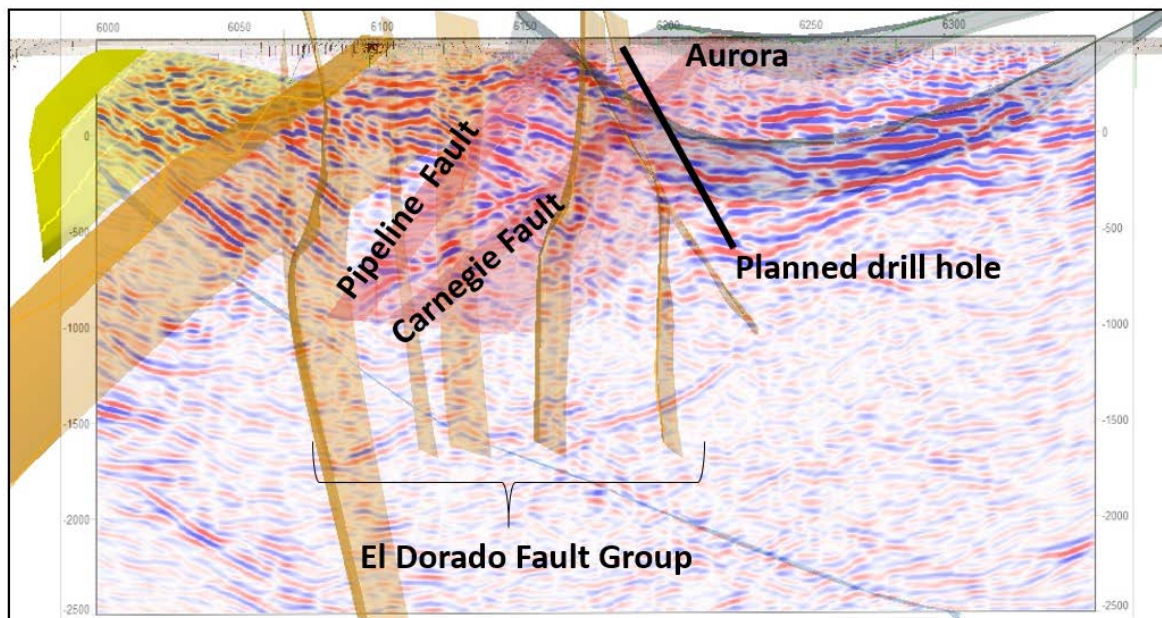 6000 6050 6100 6150 6200 6250 6300
Aurora
0 0
Pipeline Fault
Carnegie Fault
-500 -500
Planned drill hole
-1000 -1000
-1500 -1500
-2000 -2000
El Dorado Fault Group
-2500 -2500